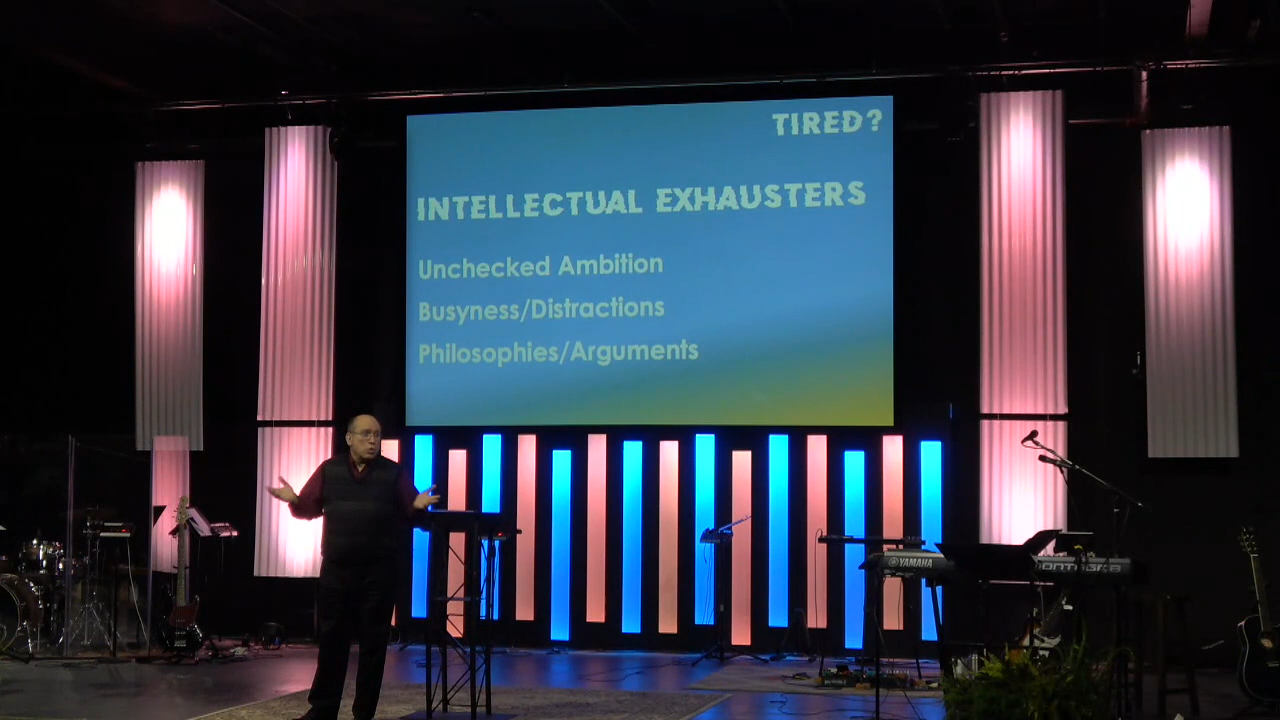 TIRED?
INTELLECTUAL EXHAUSTERS
Unchecked Ambition
Busyness/Distractions
Philosophies/Arguments
YAMAHA